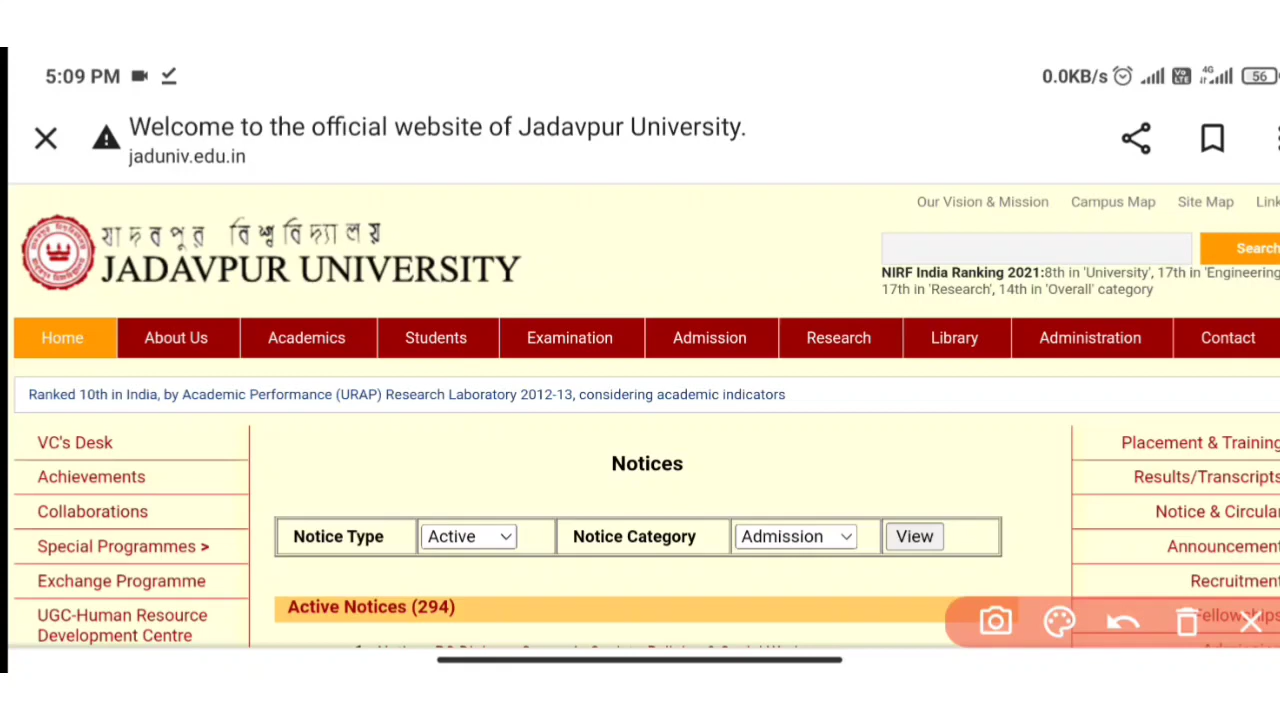 5:09 PM
0.0KB/s
4G
56
Welcome to the official website of Jadavpur University.
jaduniv.edu.in
Our Vision & Mission Campus Map Site Map Link
যাদবপুর বিশ্ববিদ্যালয়
JADAVPUR UNIVERSITY
Search
NIRF India Ranking 2021:8th in 'University', 17th in 'Engineering
17th in 'Research', 14th in 'Overall' category
Home About Us Academics Students Examination Admission Research Library Administration Contact
Ranked 10th in India, by Academic Performance (URAP) Research Laboratory 2012-13, considering academic indicators
VC's Desk
Achievements
Collaborations
Special Programmes >
Exchange Programme
UGC-Human Resource
Development Centre
Notices
Notice Type Active Notice Category Admission View
Active Notices (294)
Placement & Training
Results/Transcripts
Notice & Circular
Announcement
Recruitment
Fellowships